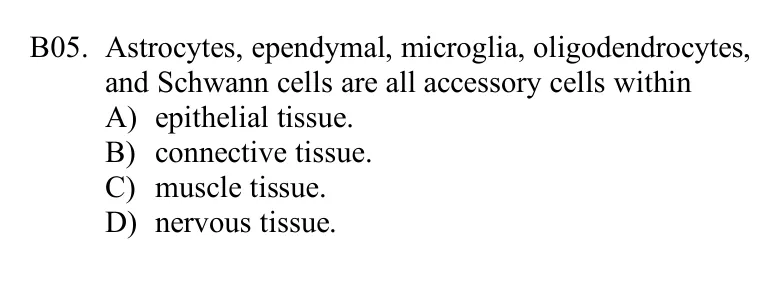 B05. Astrocytes, ependymal, microglia, oligodendrocytes,
and Schwann cells are all accessory cells within
A) epithelial tissue.
B) connective tissue.
C) muscle tissue.
D) nervous tissue.